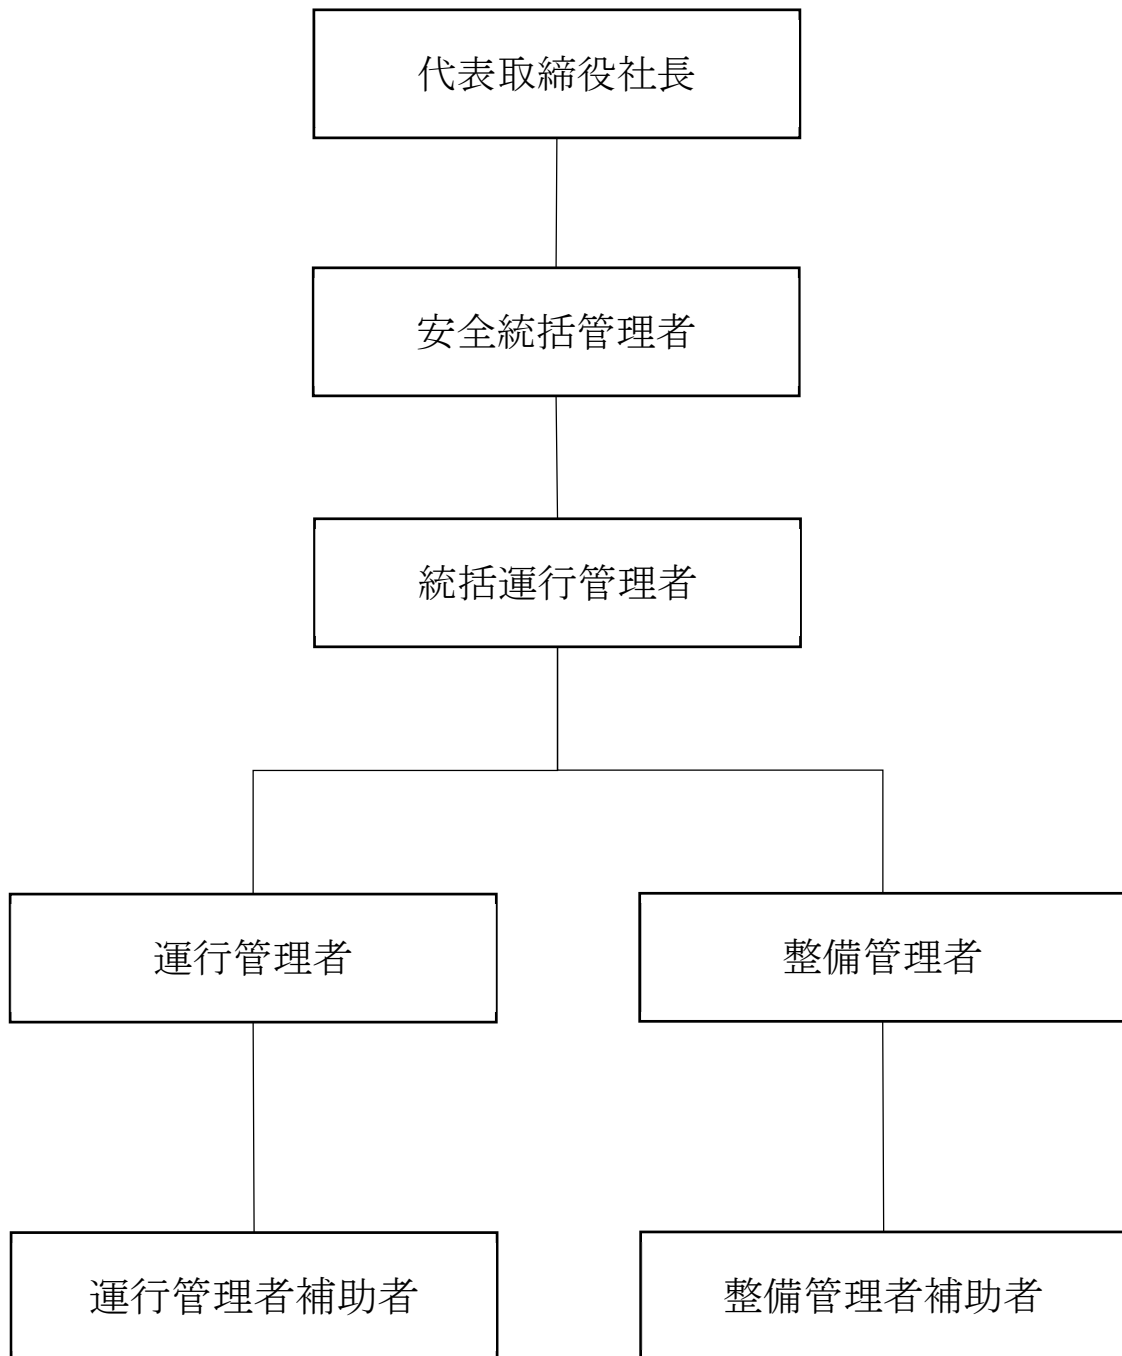 代表取締役社長
安全統括管理者
統括運行管理者
運行管理者
整備管理者
運行管理者補助者
整備管理者補助者